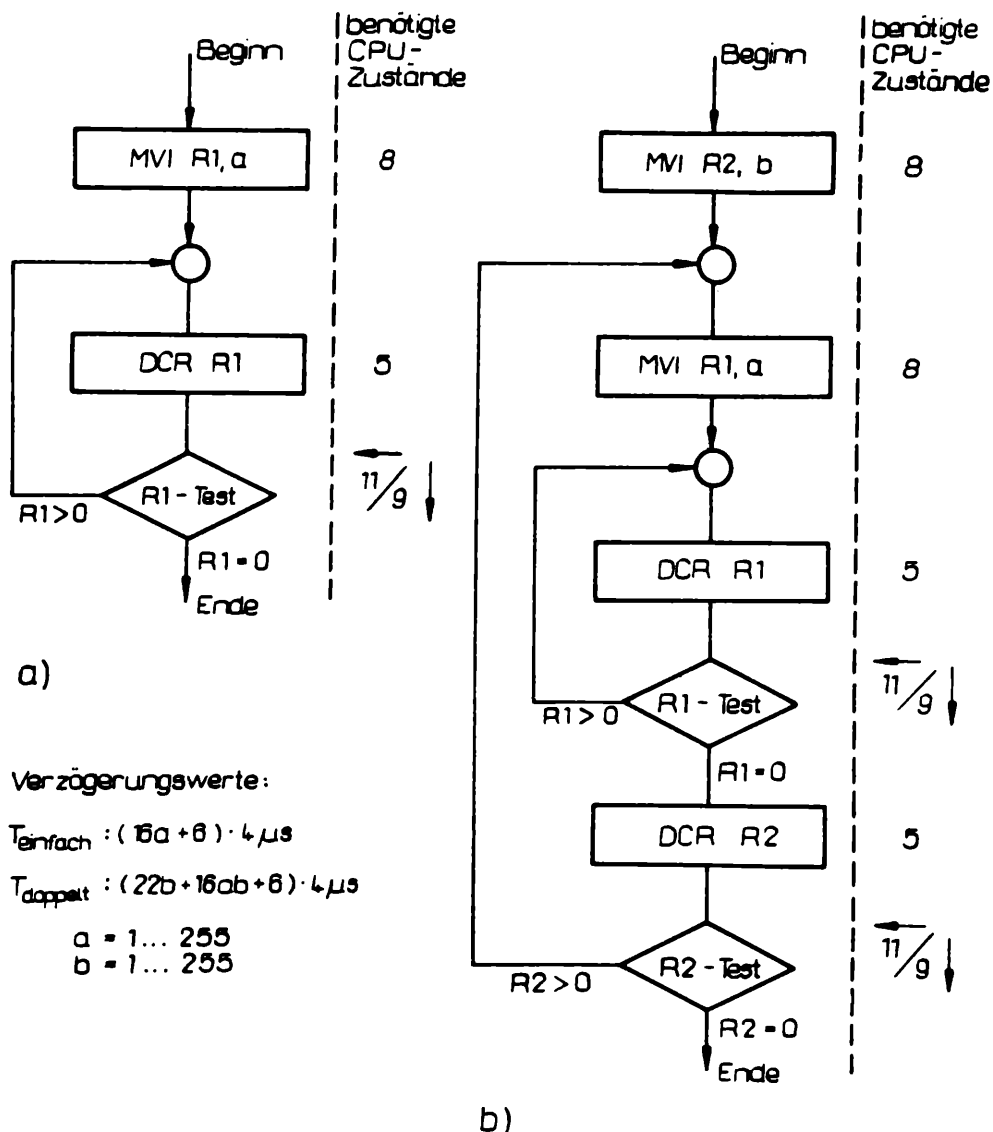 Beginn
benötigte
CPU-
Zustände
MVI R1, a
8
DCR R1
5
R1 - Test
11/9
R1 > 0
R1 = 0
Ende
a)
Verzögerungswerte:
Teinfach : (16a + 6) · 4 µs
Tdoppelt : (22b + 16ab + 6) · 4 µs
a = 1... 255
b = 1... 255
Beginn
benötigte
CPU-
Zustände
MVI R2, b
8
MVI R1, a
8
DCR R1
5
R1 - Test
11/9
R1 > 0
R1 = 0
DCR R2
5
R2 - Test
11/9
R2 > 0
R2 = 0
Ende
b)